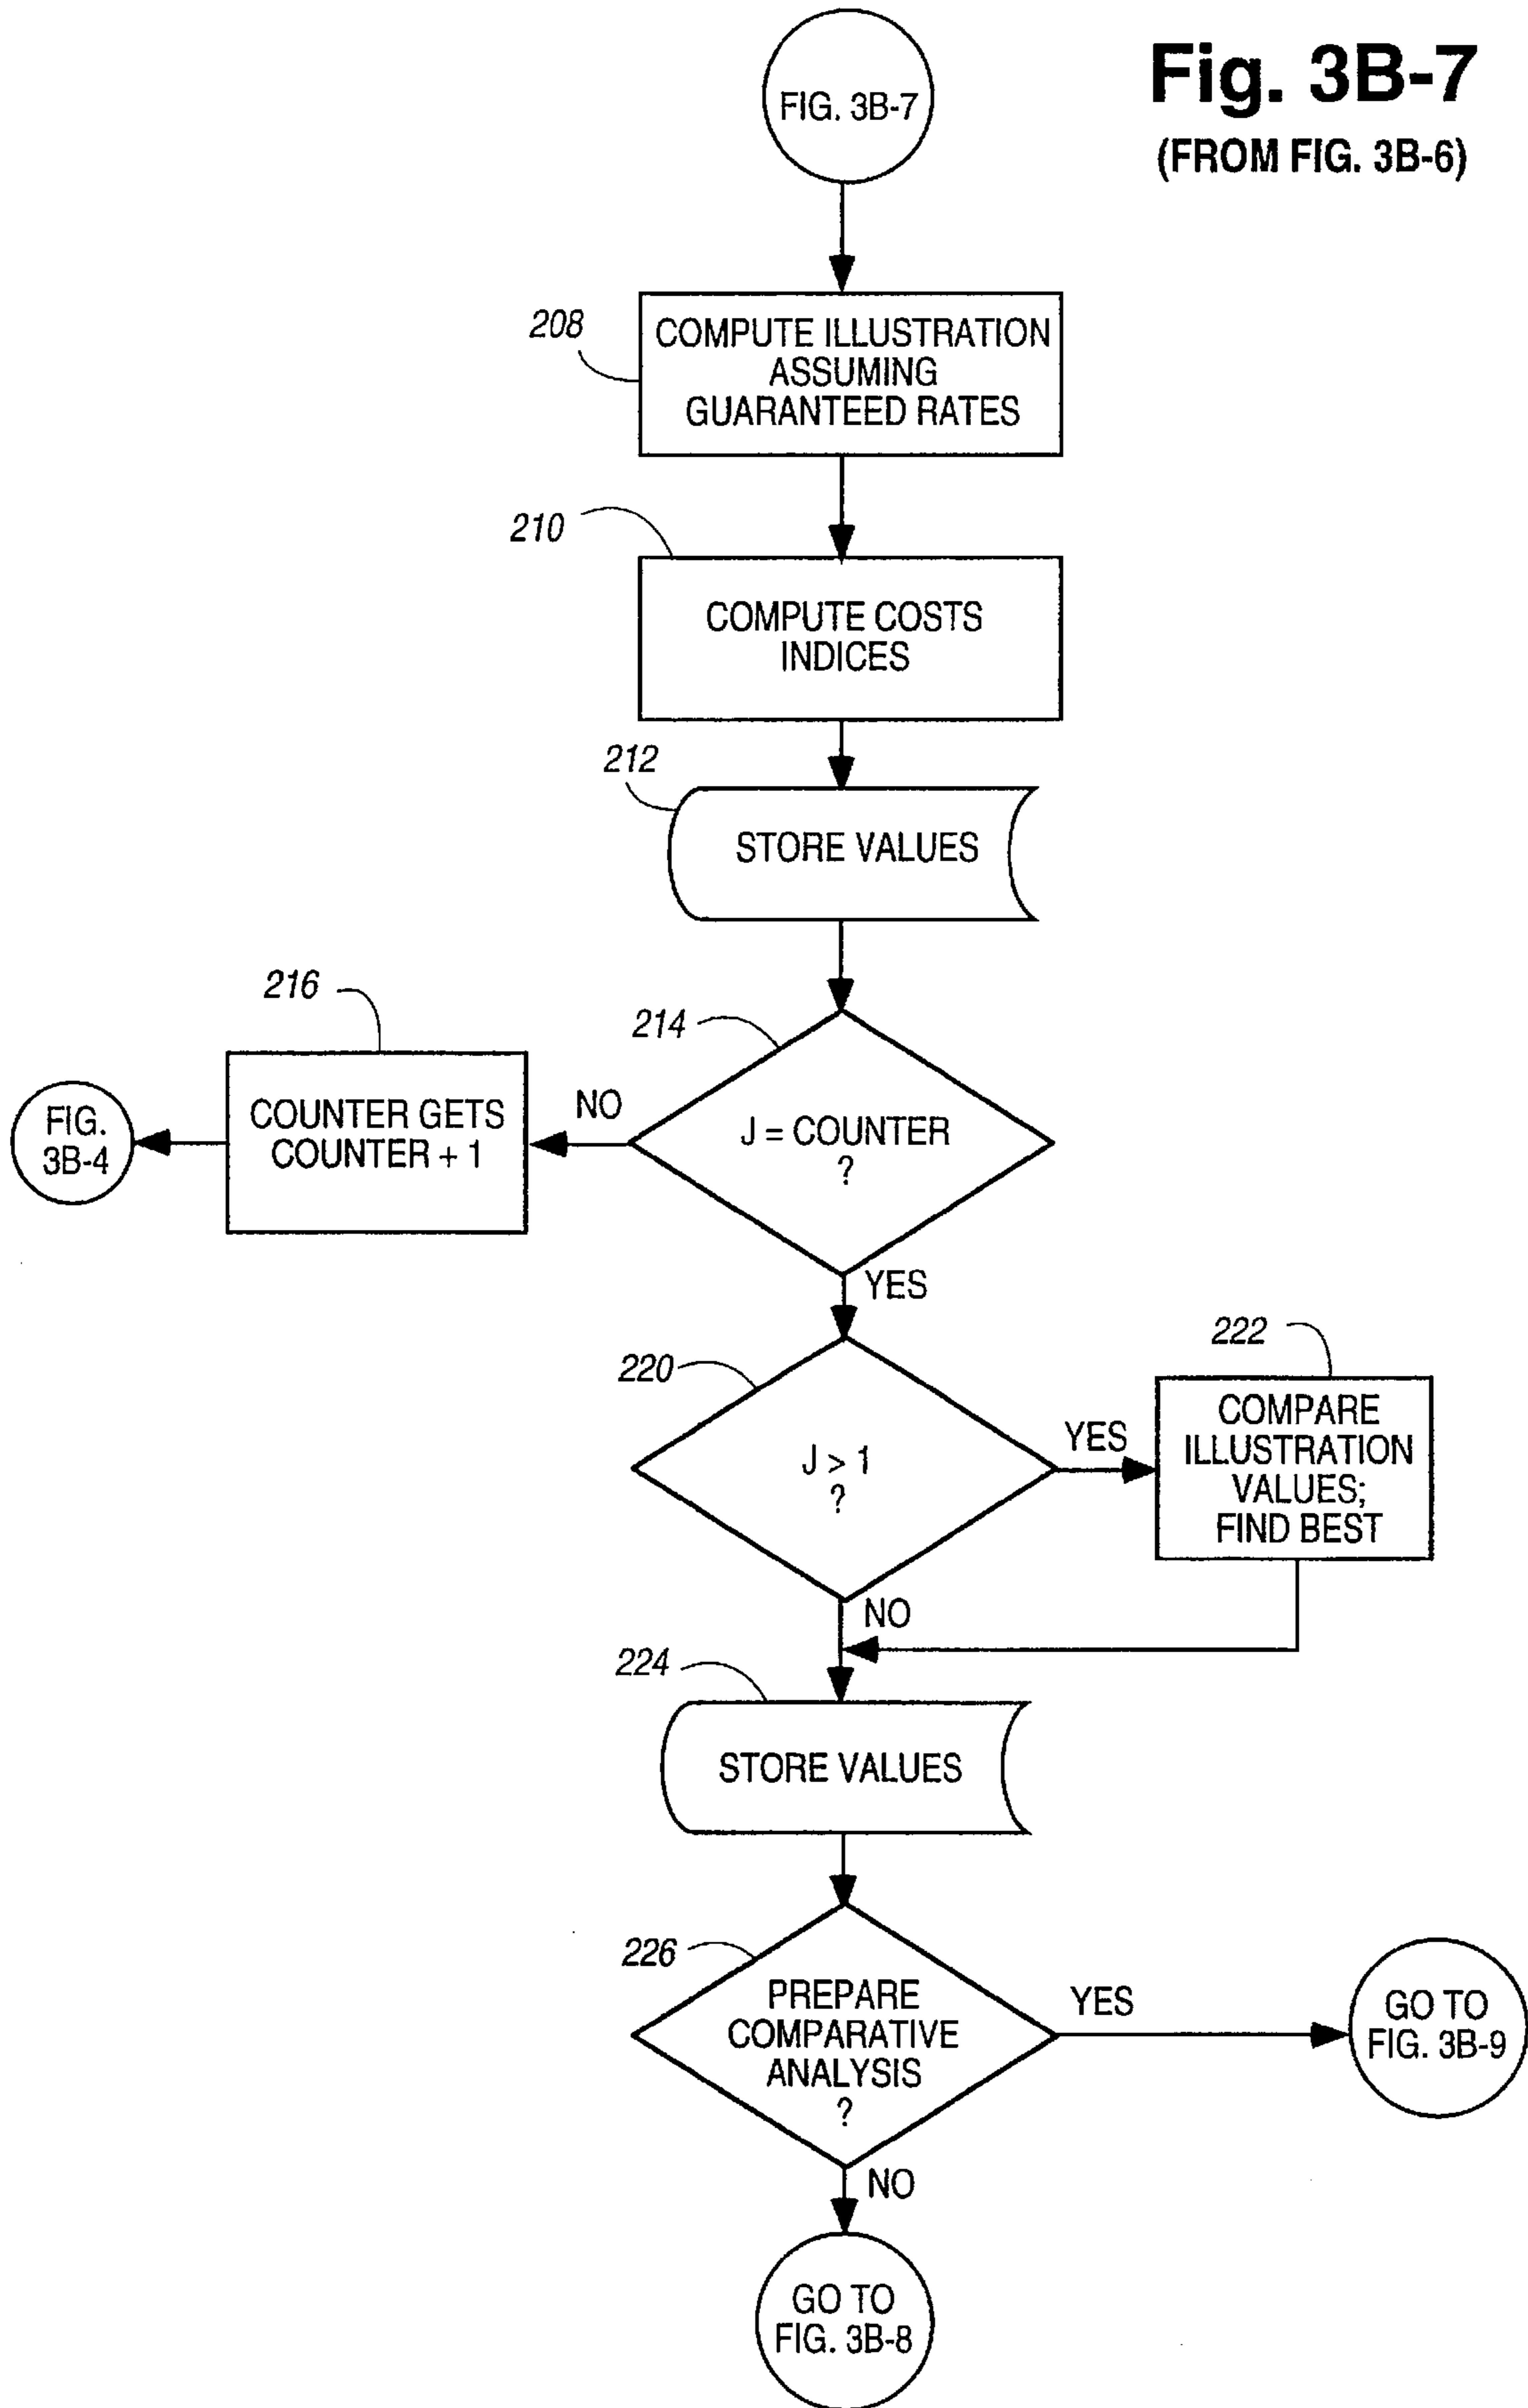 Fig. 3B-7
(FROM FIG. 3B-6)
FIG. 3B-7
208
COMPUTE ILLUSTRATION
ASSUMING
GUARANTEED RATES
210
COMPUTE COSTS
INDICES
212
STORE VALUES
214
J = COUNTER
?
NO
216
COUNTER GETS
COUNTER + 1
FIG.
3B-4
YES
220
J > 1
?
YES
222
COMPARE
ILLUSTRATION
VALUES;
FIND BEST
NO
224
STORE VALUES
226
PREPARE
COMPARATIVE
ANALYSIS
?
YES
GO TO
FIG. 3B-9
NO
GO TO
FIG. 3B-8